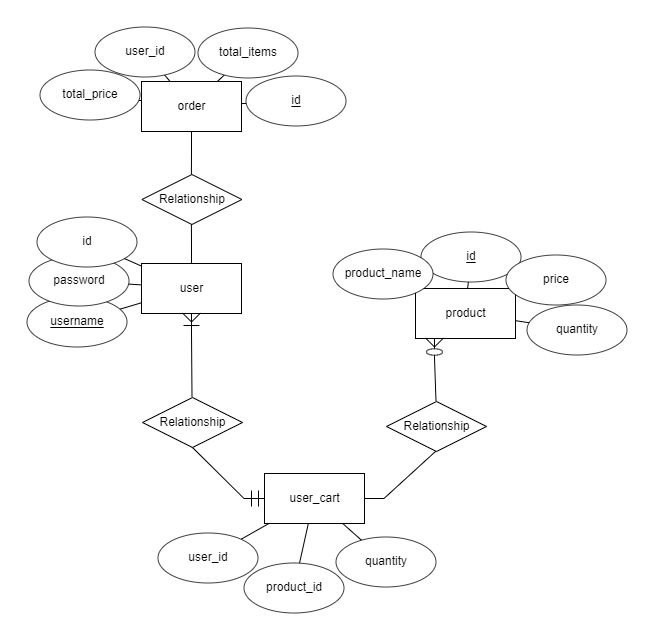 user_id
total_items
total_price
order
id
Relationship
id
password
user
username
product_name
id
price
product
quantity
Relationship
Relationship
user_cart
user_id
product_id
quantity